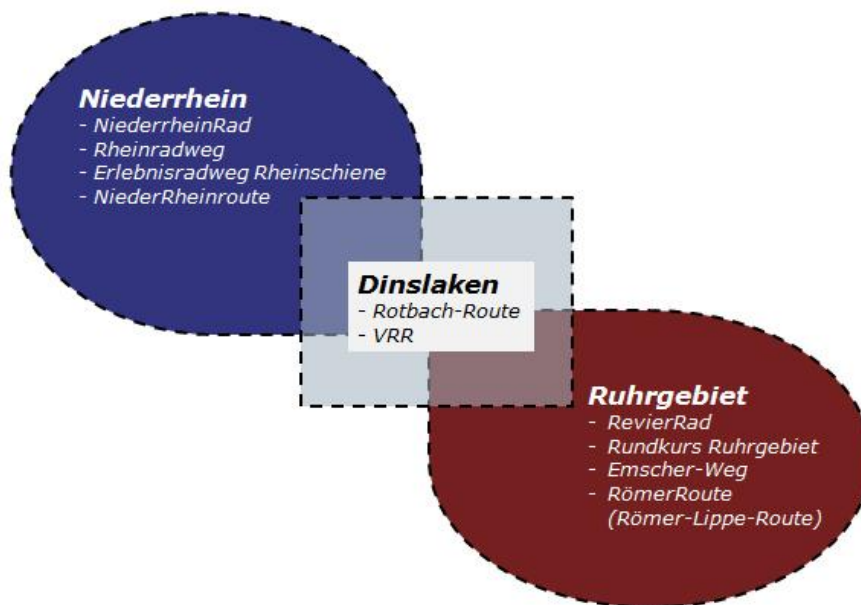 Niederrhein
- NiederrheinRad
- Rheinradweg
- Erlebnisradweg Rheinschiene
- NiederRheinroute
Dinslaken
- Rotbach-Route
- VRR
Ruhrgebiet
- RevierRad
- Rundkurs Ruhrgebiet
- Emscher-Weg
- RömerRoute
(Römer-Lippe-Route)